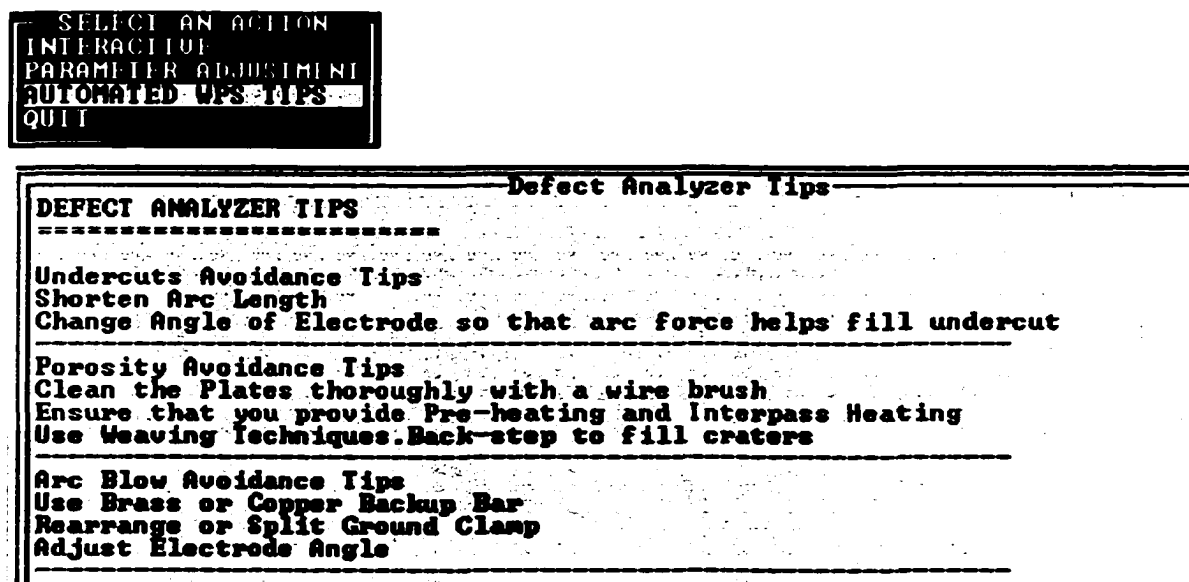 SELECT AN ACTION
INTERACTIVE
PARAMETER ADJUSTMENT
AUTOMATED WPS TIPS
QUIT
Defect Analyzer Tips
DEFECT ANALYZER TIPS
=========================
Undercuts Avoidance Tips
Shorten Arc Length
Change Angle of Electrode so that arc force helps fill undercut
Porosity Avoidance Tips
Clean the Plates thoroughly with a wire brush
Ensure that you provide Pre-heating and Interpass Heating
Use Weaving Techniques.Back-step to fill craters
Arc Blow Avoidance Tips
Use Brass or Copper Backup Bar
Rearrange or Split Ground Clamp
Adjust Electrode Angle